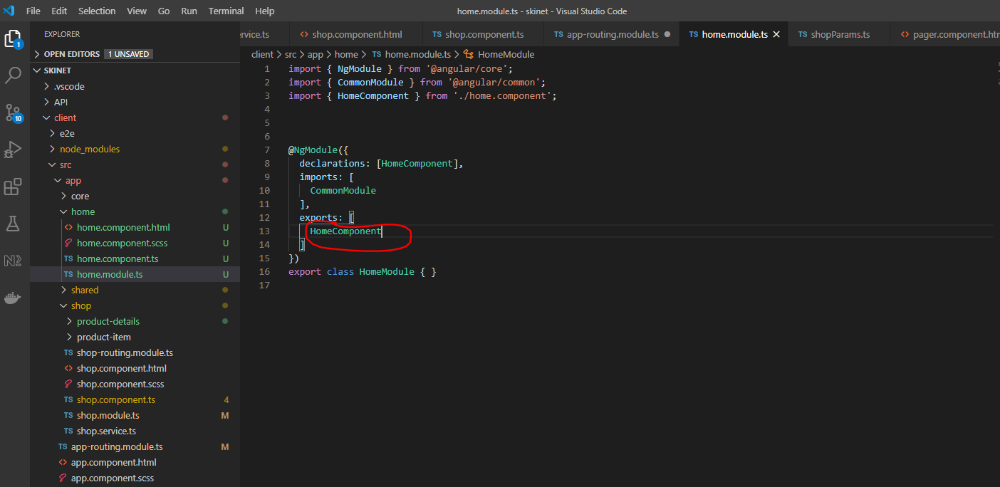 File Edit Selection View Go Run Terminal Help
home.module.ts - skinet - Visual Studio Code
EXPLORER
OPEN EDITORS 1 UNSAVED
SKINET
.vscode
API
client
e2e
node_modules
src
app
core
home
home.component.html U
home.component.scss U
TS home.component.ts U
TS home.module.ts U
shared
shop
product-details
product-item
TS shop-routing.module.ts
shop.component.html
shop.component.scss
TS shop.component.ts 4
TS shop.module.ts M
TS shop.service.ts
TS app-routing.module.ts M
app.component.html
app.component.scss
1
10
N2
rvice.ts
shop.component.html
TS shop.component.ts
TS app-routing.module.ts
TS home.module.ts
TS shopParams.ts
pager.component.htm
client > src > app > home > TS home.module.ts > HomeModule
1 import { NgModule } from '@angular/core';
2 import { CommonModule } from '@angular/common';
3 import { HomeComponent } from './home.component';
4
5
6
7 @NgModule({
8 declarations: [HomeComponent],
9 imports: [
10 CommonModule
11 ],
12 exports: [
13 HomeComponent
14 ]
15 })
16 export class HomeModule { }
17